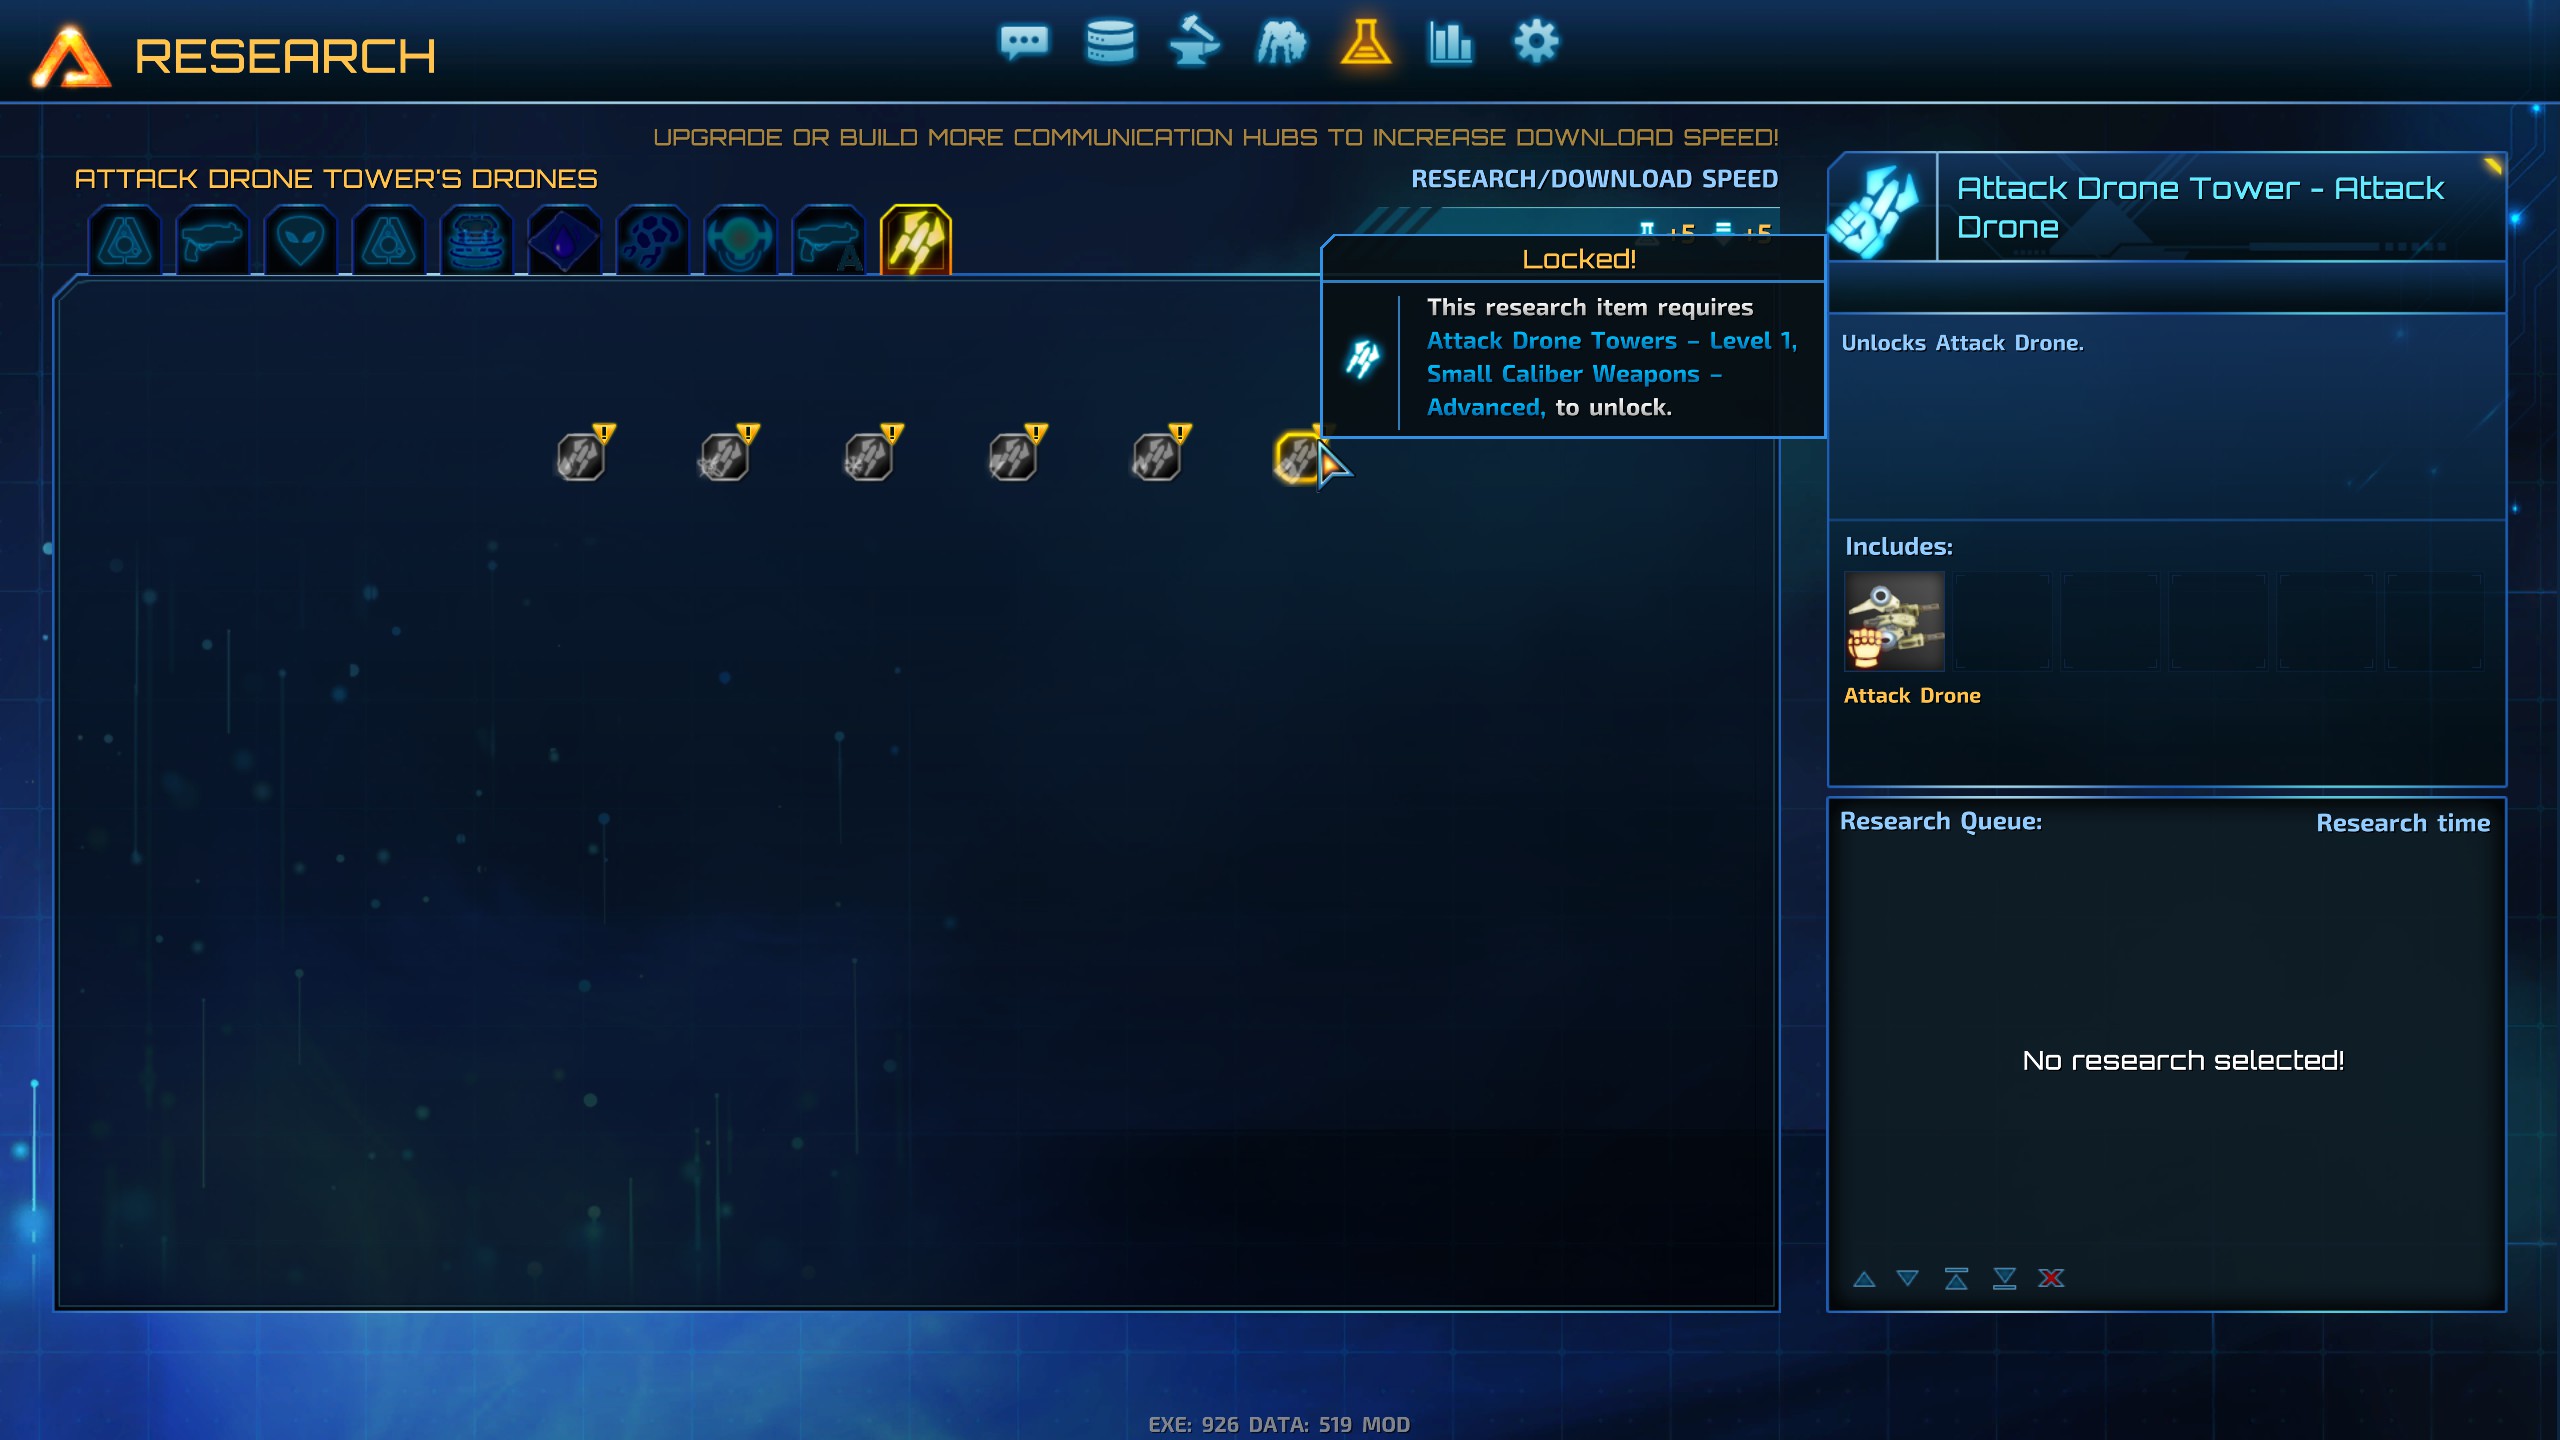 RESEARCH
UPGRADE OR BUILD MORE COMMUNICATION HUBS TO INCREASE DOWNLOAD SPEED!
ATTACK DRONE TOWER'S DRONES
RESEARCH/DOWNLOAD SPEED
+5 +5
A
Locked!
This research item requires
Attack Drone Towers – Level 1,
Small Caliber Weapons –
Advanced, to unlock.
! ! ! ! !
Attack Drone Tower - Attack
Drone
Unlocks Attack Drone.
Includes:
Attack Drone
Research Queue:
Research time
No research selected!
EXE: 926 DATA: 519 MOD